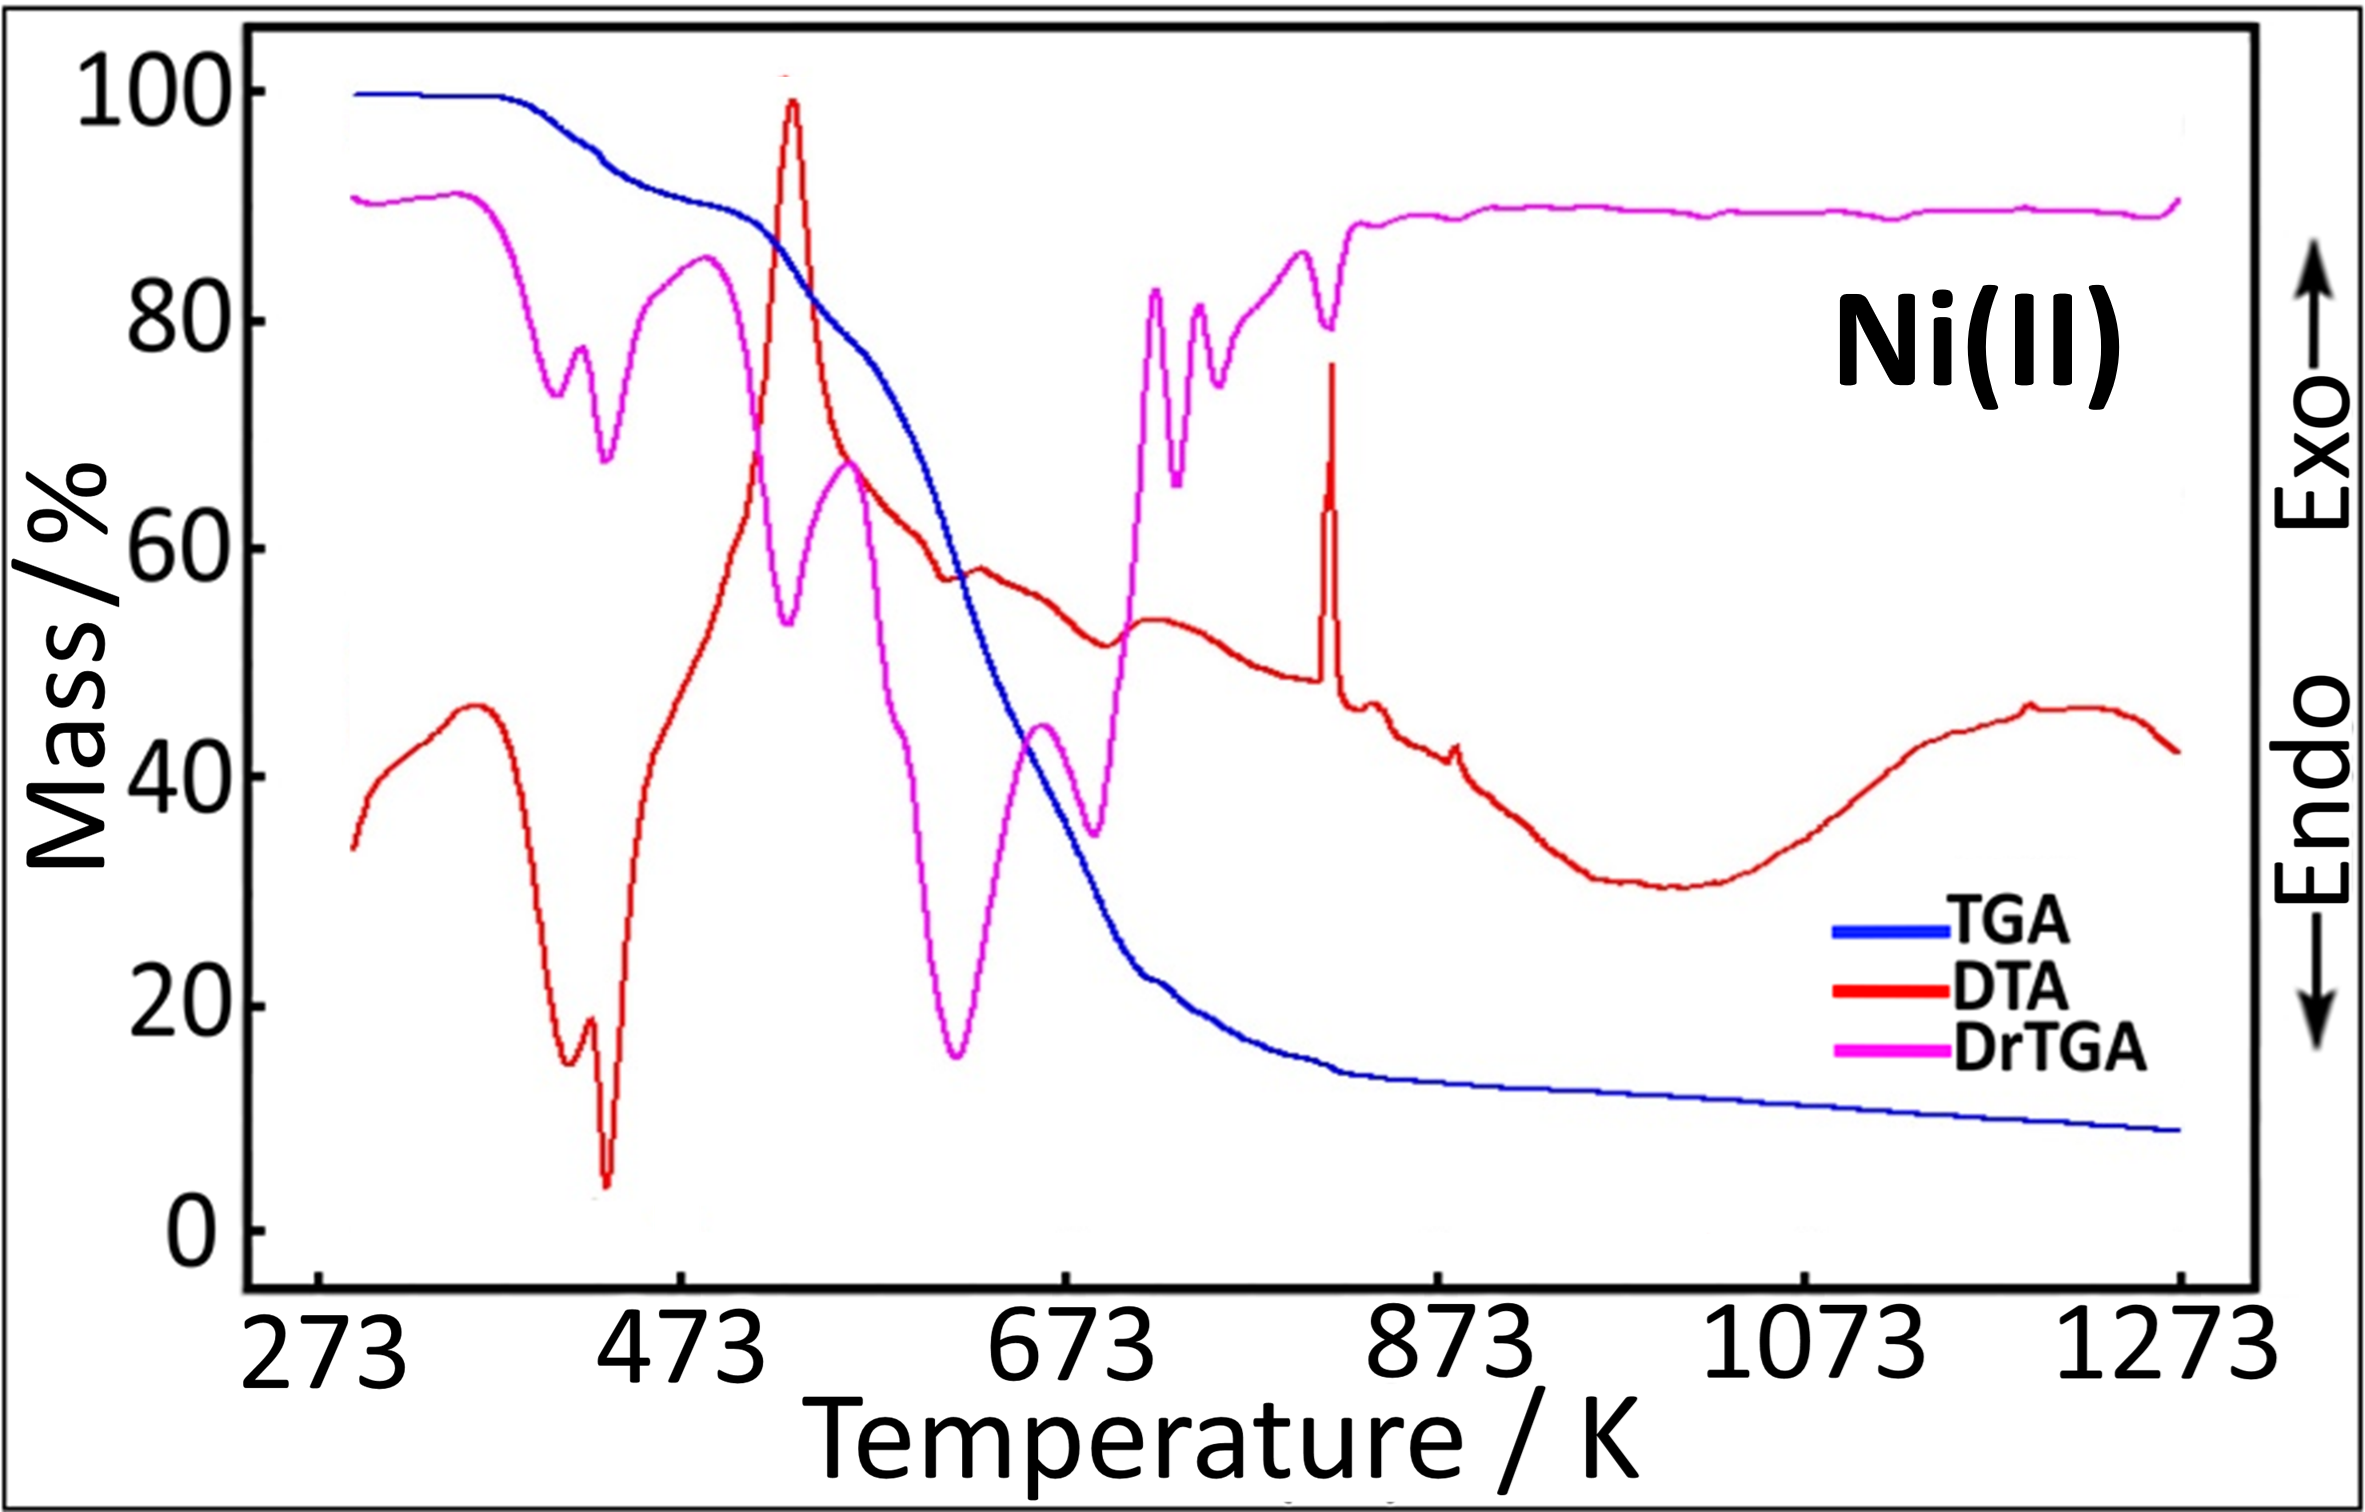 100
80
60
40
20
0
Mass / %
273 473 673 873 1073 1273
Temperature / K
Ni(II)
Exo
Endo
TGA
DTA
DrTGA